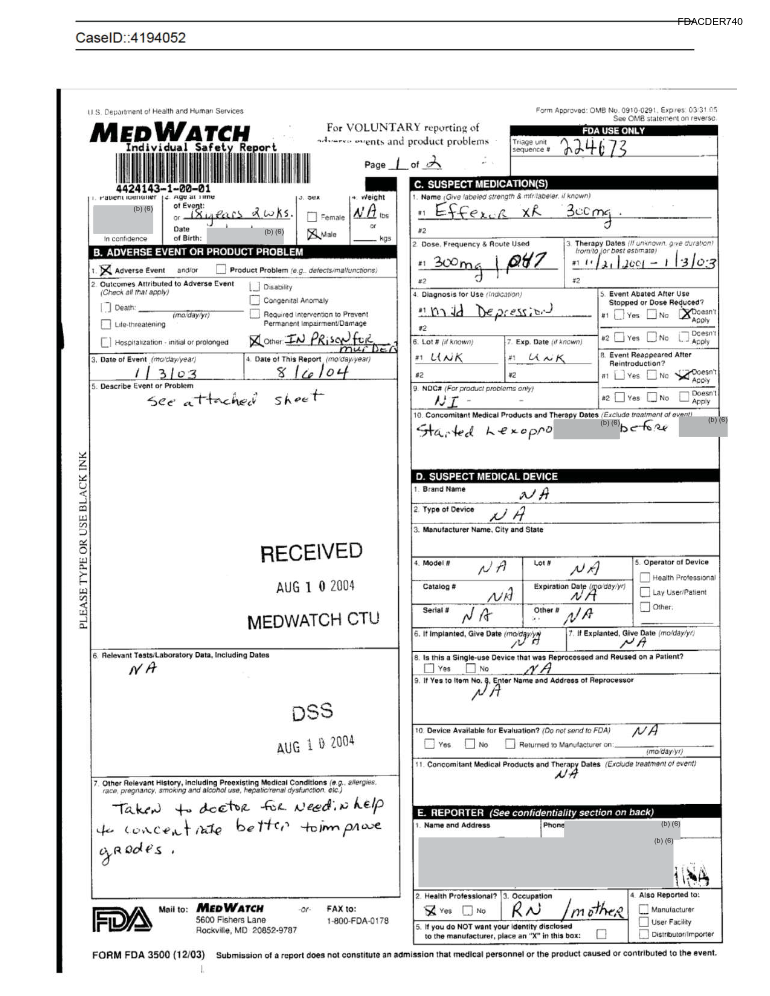 FDACDER740
CaseID::4194052
U.S. Department of Health and Human Services
Form Approved: OMB No. 0910-0291, Expires: 03/31/05
See OMB statement on reverse
MEDWATCH
Individual Safety Report
For VOLUNTARY reporting of
adverse events and product problems
Page 1 of 2
FDA USE ONLY
Triage unit
sequence # 224673
4424143-1-00-01
1. Patient Identifier
(b) (6)
In confidence
2. Age at Time
of Event:
or 18 years 2 wks.
Date
of Birth: (b) (6)
3. Sex
Female
Male
4. Weight
NA lbs
or
kgs
B. ADVERSE EVENT OR PRODUCT PROBLEM
1. Adverse Event and/or Product Problem (e.g., defects/malfunctions)
2. Outcomes Attributed to Adverse Event
(Check all that apply)
Death:
(mo/day/yr)
Life-threatening
Hospitalization - initial or prolonged
Disability
Congenital Anomaly
Required Intervention to Prevent
Permanent Impairment/Damage
Other: IN PRISON for
murder
3. Date of Event (mo/day/year)
1/3/03
4. Date of This Report (mo/day/year)
8/6/04
5. Describe Event or Problem
see attached sheet
PLEASE TYPE OR USE BLACK INK
RECEIVED
AUG 10 2004
MEDWATCH CTU
6. Relevant Tests/Laboratory Data, Including Dates
NA
DSS
AUG 10 2004
7. Other Relevant History, Including Preexisting Medical Conditions (e.g., allergies,
race, pregnancy, smoking and alcohol use, hepatic/renal dysfunction, etc.)
Taken to doctor for needin help
to concentrate better to improve
grades.
C. SUSPECT MEDICATION(S)
1. Name (Give labeled strength & mfr/labeler, if known)
#1 Effexor XR 300mg.
#2
2. Dose, Frequency & Route Used
#1 300mg
#2
3. Therapy Dates (If unknown, give duration)
from/to (or best estimate)
#1 11/21/2001 - 1/3/03
#2
4. Diagnosis for Use (Indication)
#1 mild Depression
#2
5. Event Abated After Use
Stopped or Dose Reduced?
#1 Yes No Doesn't
Apply
#2 Yes No Doesn't
Apply
6. Lot # (if known)
#1 UNK
#2
7. Exp. Date (if known)
#1 UNK
#2
8. Event Reappeared After
Reintroduction?
#1 Yes No Doesn't
Apply
#2 Yes No Doesn't
Apply
9. NDC# (For product problems only)
NI - -
10. Concomitant Medical Products and Therapy Dates (Exclude treatment of event)
Started Lexapro (b) (6) before (b) (6)
D. SUSPECT MEDICAL DEVICE
1. Brand Name
NA
2. Type of Device
NA
3. Manufacturer Name, City and State
4. Model # NA
Lot # NA
Catalog # NA
Expiration Date (mo/day/yr)
NA
Serial # NA
Other # NA
5. Operator of Device
Health Professional
Lay User/Patient
Other:
6. If Implanted, Give Date (mo/day/yr)
NA
7. If Explanted, Give Date (mo/day/yr)
NA
8. Is this a Single-use Device that was Reprocessed and Reused on a Patient?
Yes No NA
9. If Yes to Item No. 8, Enter Name and Address of Reprocessor
NA
10. Device Available for Evaluation? (Do not send to FDA) NA
Yes No Returned to Manufacturer on:
(mo/day/yr)
11. Concomitant Medical Products and Therapy Dates (Exclude treatment of event)
NA
E. REPORTER (See confidentiality section on back)
1. Name and Address Phone (b) (6)
(b) (6)
USA
2. Health Professional?
Yes No
3. Occupation
RN /mother
4. Also Reported to:
Manufacturer
User Facility
Distributor/Importer
5. If you do NOT want your identity disclosed
to the manufacturer, place an "X" in this box:
FDA
Mail to: MEDWATCH
5600 Fishers Lane
Rockville, MD 20852-9787
-or-
FAX to:
1-800-FDA-0178
FORM FDA 3500 (12/03) Submission of a report does not constitute an admission that medical personnel or the product caused or contributed to the event.